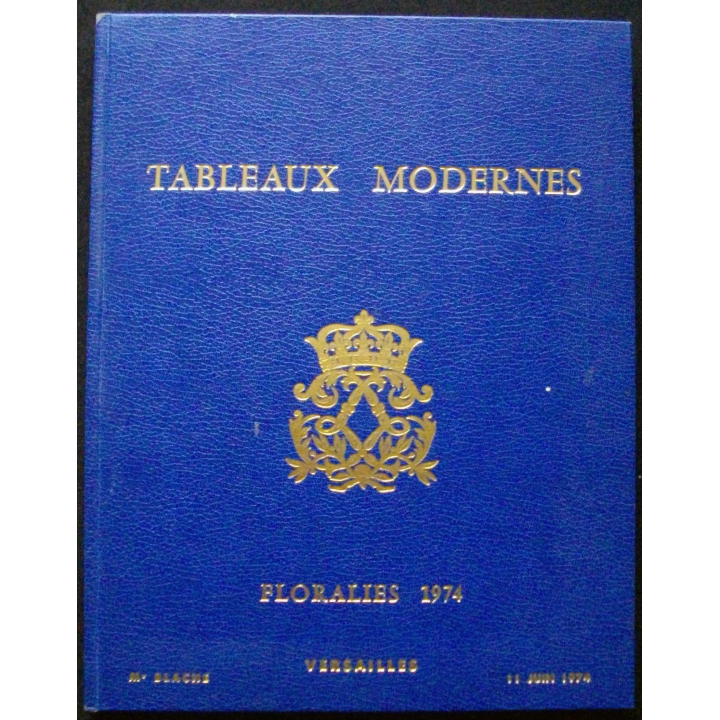 TABLEAUX MODERNES
FLORALIES 1974
VERSAILLES
Me BLACHE 11 JUIN 1974